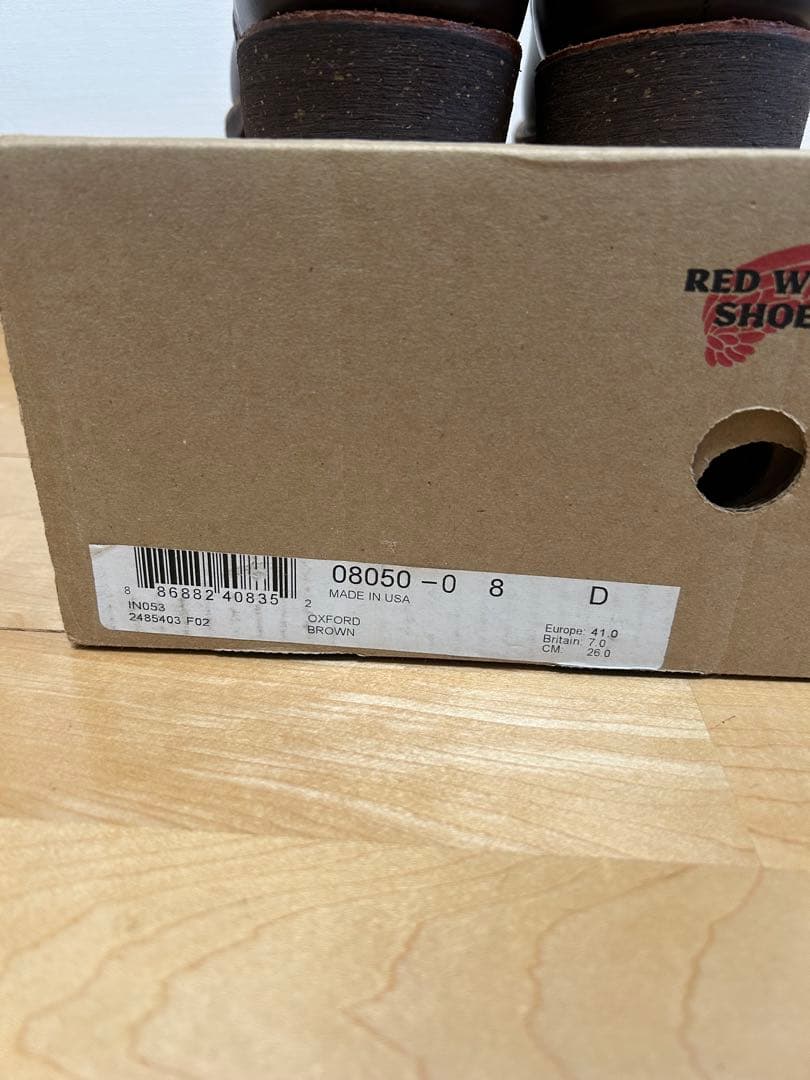 RED W
SHOE
08050 -0 8 D
MADE IN USA
8 86882 40835 2
IN053
2485403 F02
OXFORD
BROWN
Europe: 41.0
Britain: 7.0
CM: 26.0